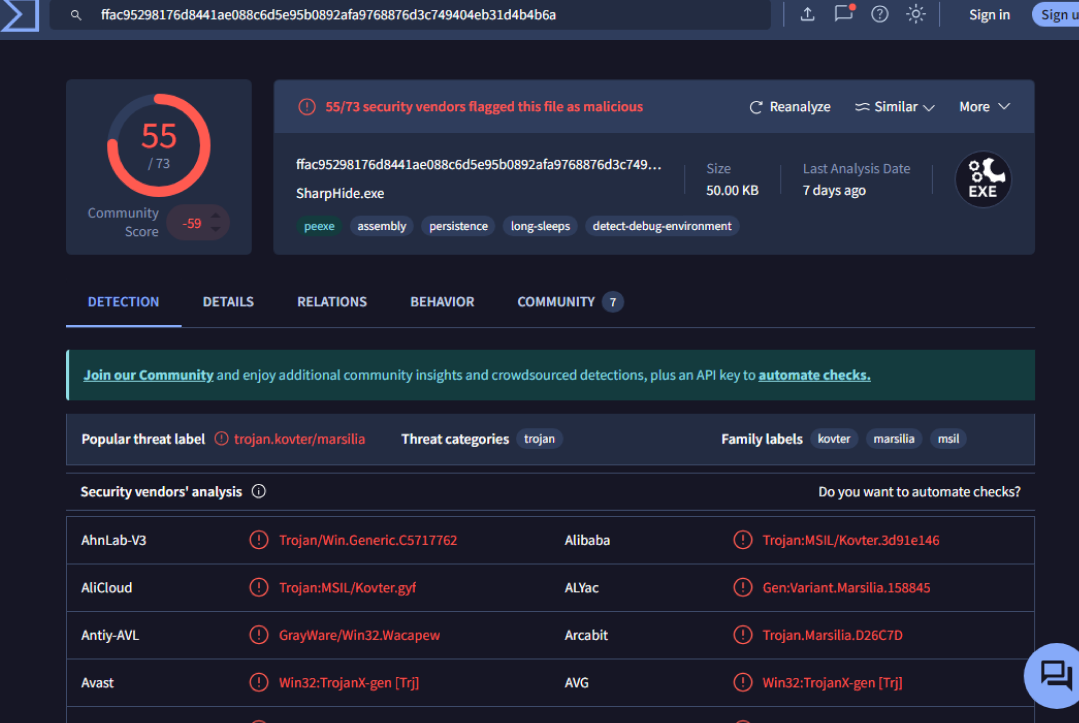 ffac95298176d8441ae088c6d5e95b0892afa9768876d3c749404eb31d4b4b6a
Sign in
Sign u
55
/ 73
Community
Score
-59
55/73 security vendors flagged this file as malicious
Reanalyze
Similar
More
ffac95298176d8441ae088c6d5e95b0892afa9768876d3c749...
SharpHide.exe
Size
50.00 KB
Last Analysis Date
7 days ago
EXE
peexe
assembly
persistence
long-sleeps
detect-debug-environment
DETECTION
DETAILS
RELATIONS
BEHAVIOR
COMMUNITY 7
Join our Community and enjoy additional community insights and crowdsourced detections, plus an API key to automate checks.
Popular threat label trojan.kovter/marsilia
Threat categories trojan
Family labels kovter marsilia msil
Security vendors' analysis
Do you want to automate checks?
AhnLab-V3 Trojan/Win.Generic.C5717762
Alibaba Trojan:MSIL/Kovter.3d91e146
AliCloud Trojan:MSIL/Kovter.gyf
ALYac Gen:Variant.Marsilia.158845
Antiy-AVL GrayWare/Win32.Wacapew
Arcabit Trojan.Marsilia.D26C7D
Avast Win32:TrojanX-gen [Trj]
AVG Win32:TrojanX-gen [Trj]